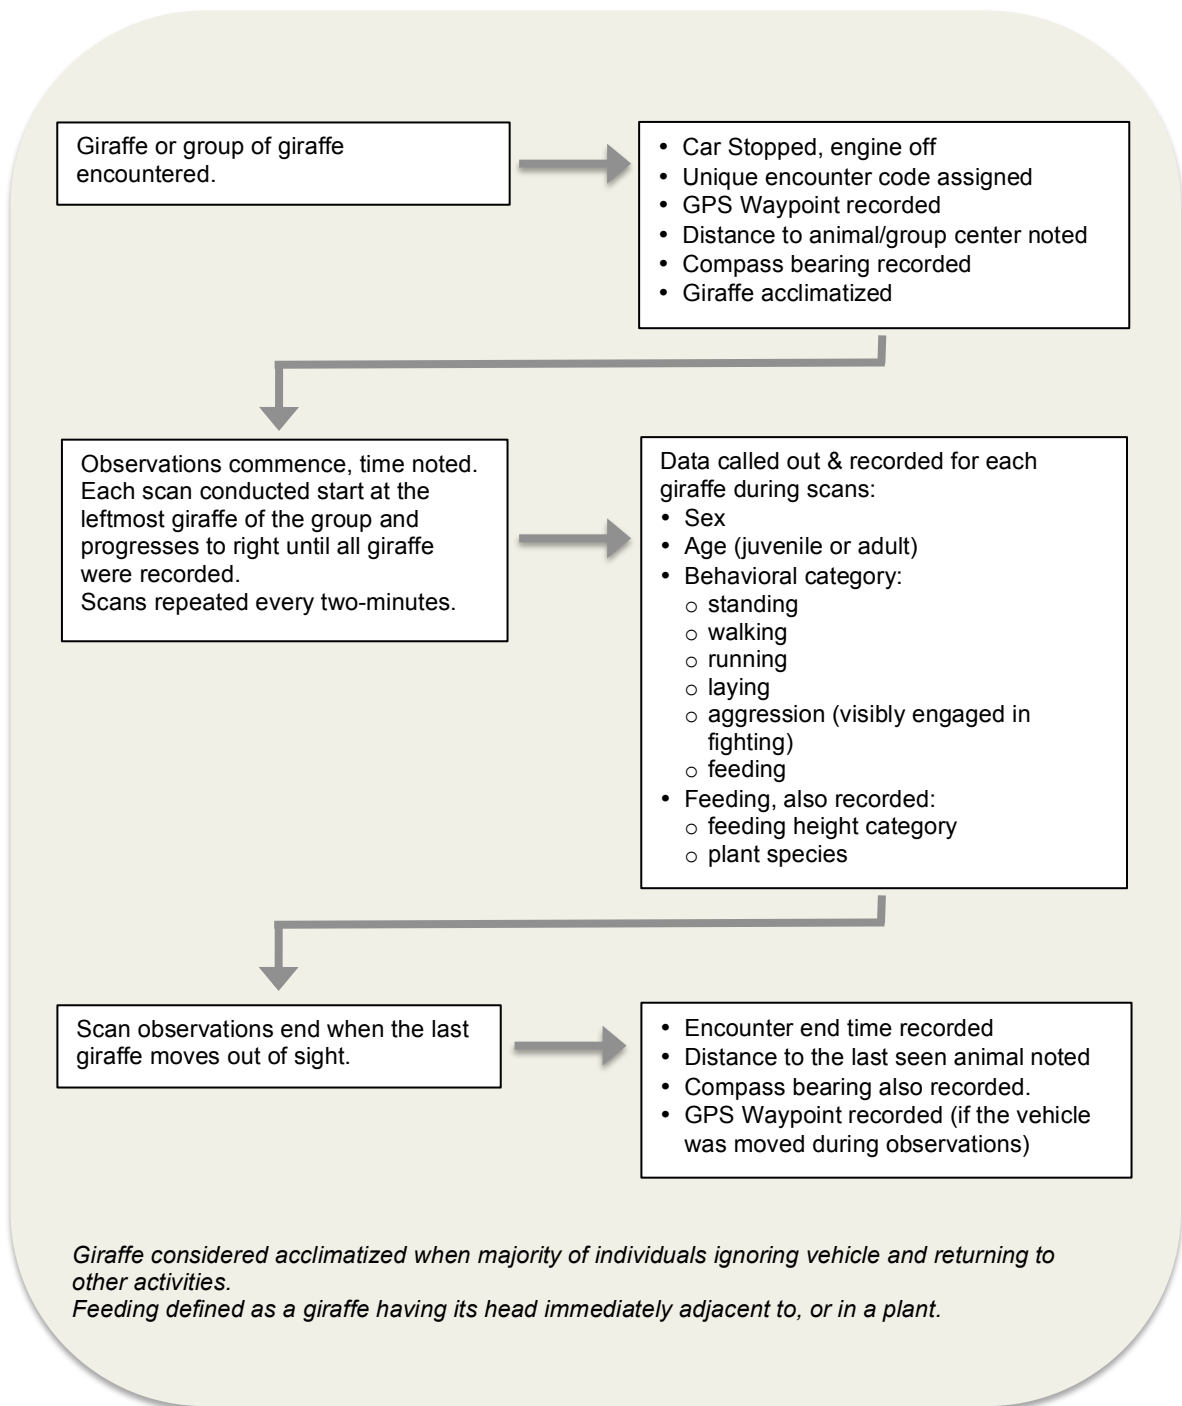 Giraffe or group of giraffe
encountered.
• Car Stopped, engine off
• Unique encounter code assigned
• GPS Waypoint recorded
• Distance to animal/group center noted
• Compass bearing recorded
• Giraffe acclimatized
Observations commence, time noted.
Each scan conducted start at the
leftmost giraffe of the group and
progresses to right until all giraffe
were recorded.
Scans repeated every two-minutes.
Data called out & recorded for each
giraffe during scans:
• Sex
• Age (juvenile or adult)
• Behavioral category:
o standing
o walking
o running
o laying
o aggression (visibly engaged in
fighting)
o feeding
• Feeding, also recorded:
o feeding height category
o plant species
Scan observations end when the last
giraffe moves out of sight.
• Encounter end time recorded
• Distance to the last seen animal noted
• Compass bearing also recorded.
• GPS Waypoint recorded (if the vehicle
was moved during observations)
Giraffe considered acclimatized when majority of individuals ignoring vehicle and returning to
other activities.
Feeding defined as a giraffe having its head immediately adjacent to, or in a plant.